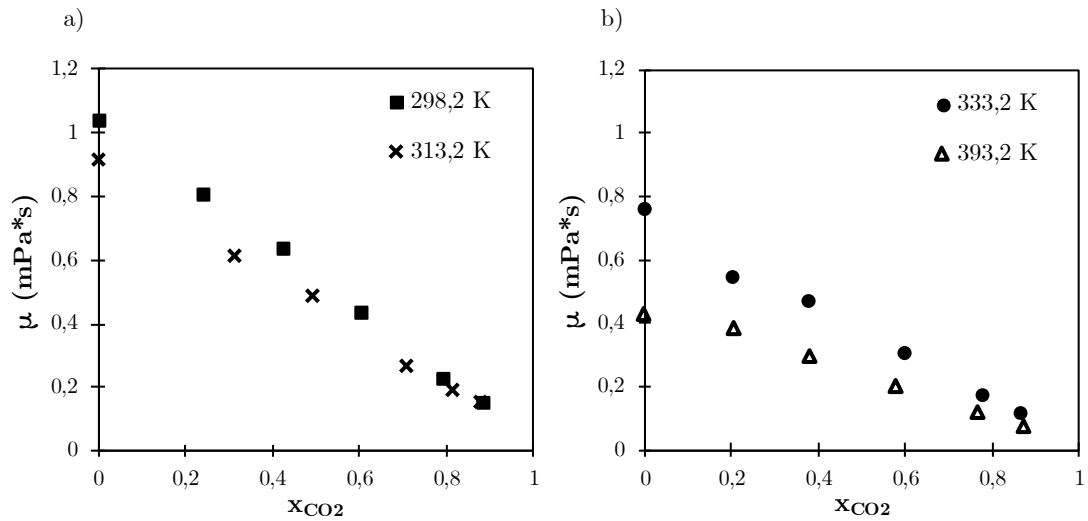 a)
1,2
1
0,8
0,6
0,4
0,2
0
μ (mPa*s)
298,2 K
313,2 K
0 0,2 0,4 0,6 0,8 1
xCO2
b)
1,2
1
0,8
0,6
0,4
0,2
0
μ (mPa*s)
333,2 K
393,2 K
0 0,2 0,4 0,6 0,8 1
xCO2